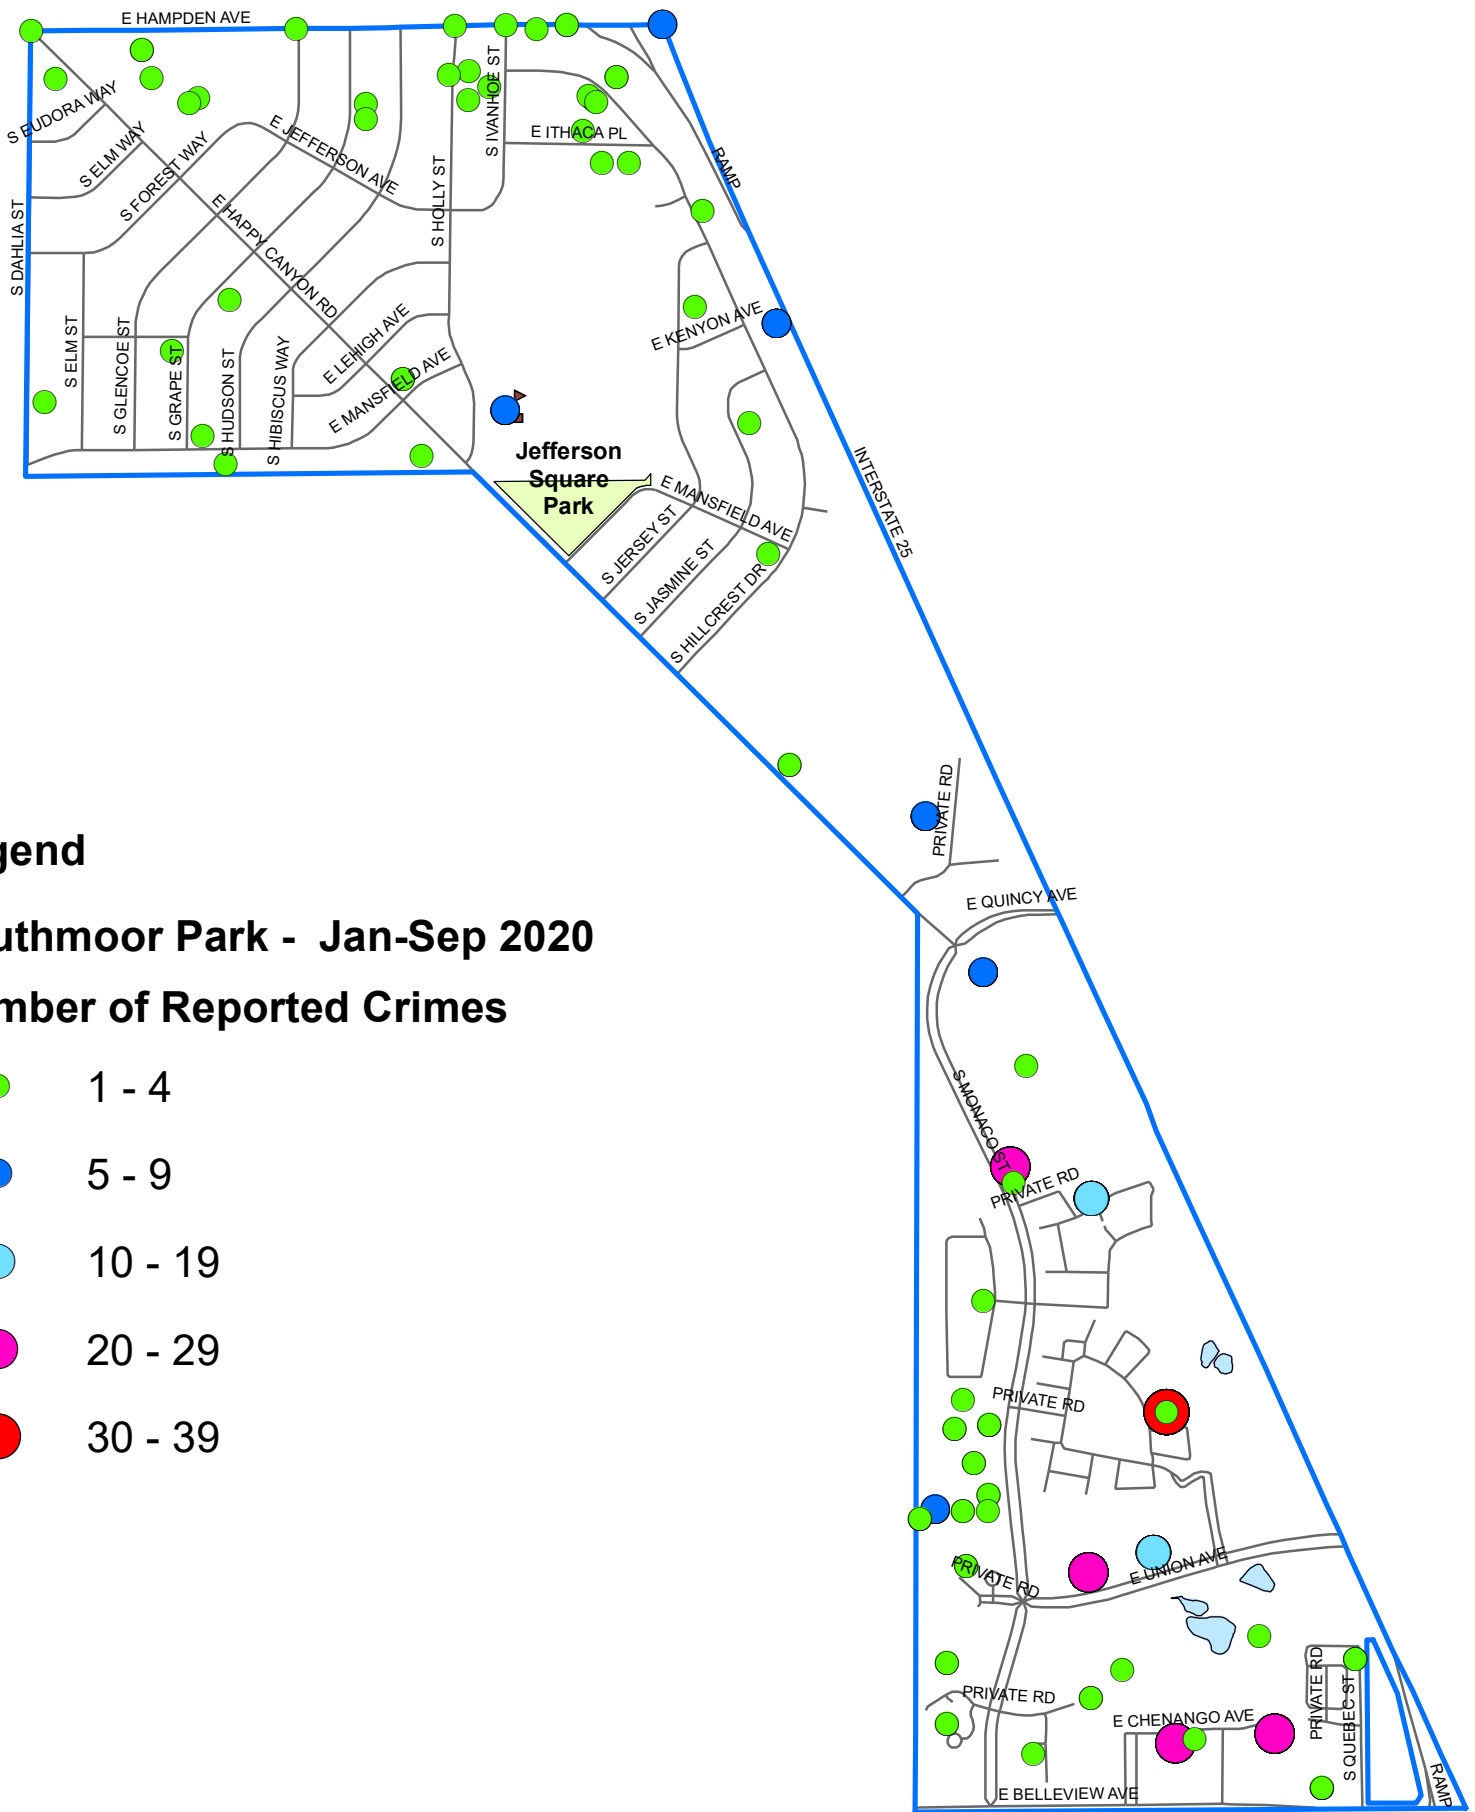 E HAMPDEN AVE
S EUDORA WAY
S ELM WAY
S FOREST WAY
E JEFFERSON AVE
S IVANHOE ST
E ITHACA PL
RAMP
S HOLLY ST
S DAHLIA ST
E HAPPY CANYON RD
S ELM ST
S GLENCOE ST
S GRAPE ST
S HUDSON ST
S HIBISCUS WAY
E LEHIGH AVE
E MANSFIELD AVE
E KENYON AVE
INTERSTATE 25
Jefferson
Square
Park
E MANSFIELD AVE
S JERSEY ST
S JASMINE ST
S HILLCREST DR
PRIVATE RD
gend
uthmoor Park - Jan-Sep 2020
mber of Reported Crimes
1 - 4
5 - 9
10 - 19
20 - 29
30 - 39
E QUINCY AVE
S MONACO ST
PRIVATE RD
PRIVATE RD
PRIVATE RD
E UNION AVE
PRIVATE RD
E CHENANGO AVE
PRIVATE RD
S QUEBEC ST
RAMP
E BELLEVIEW AVE